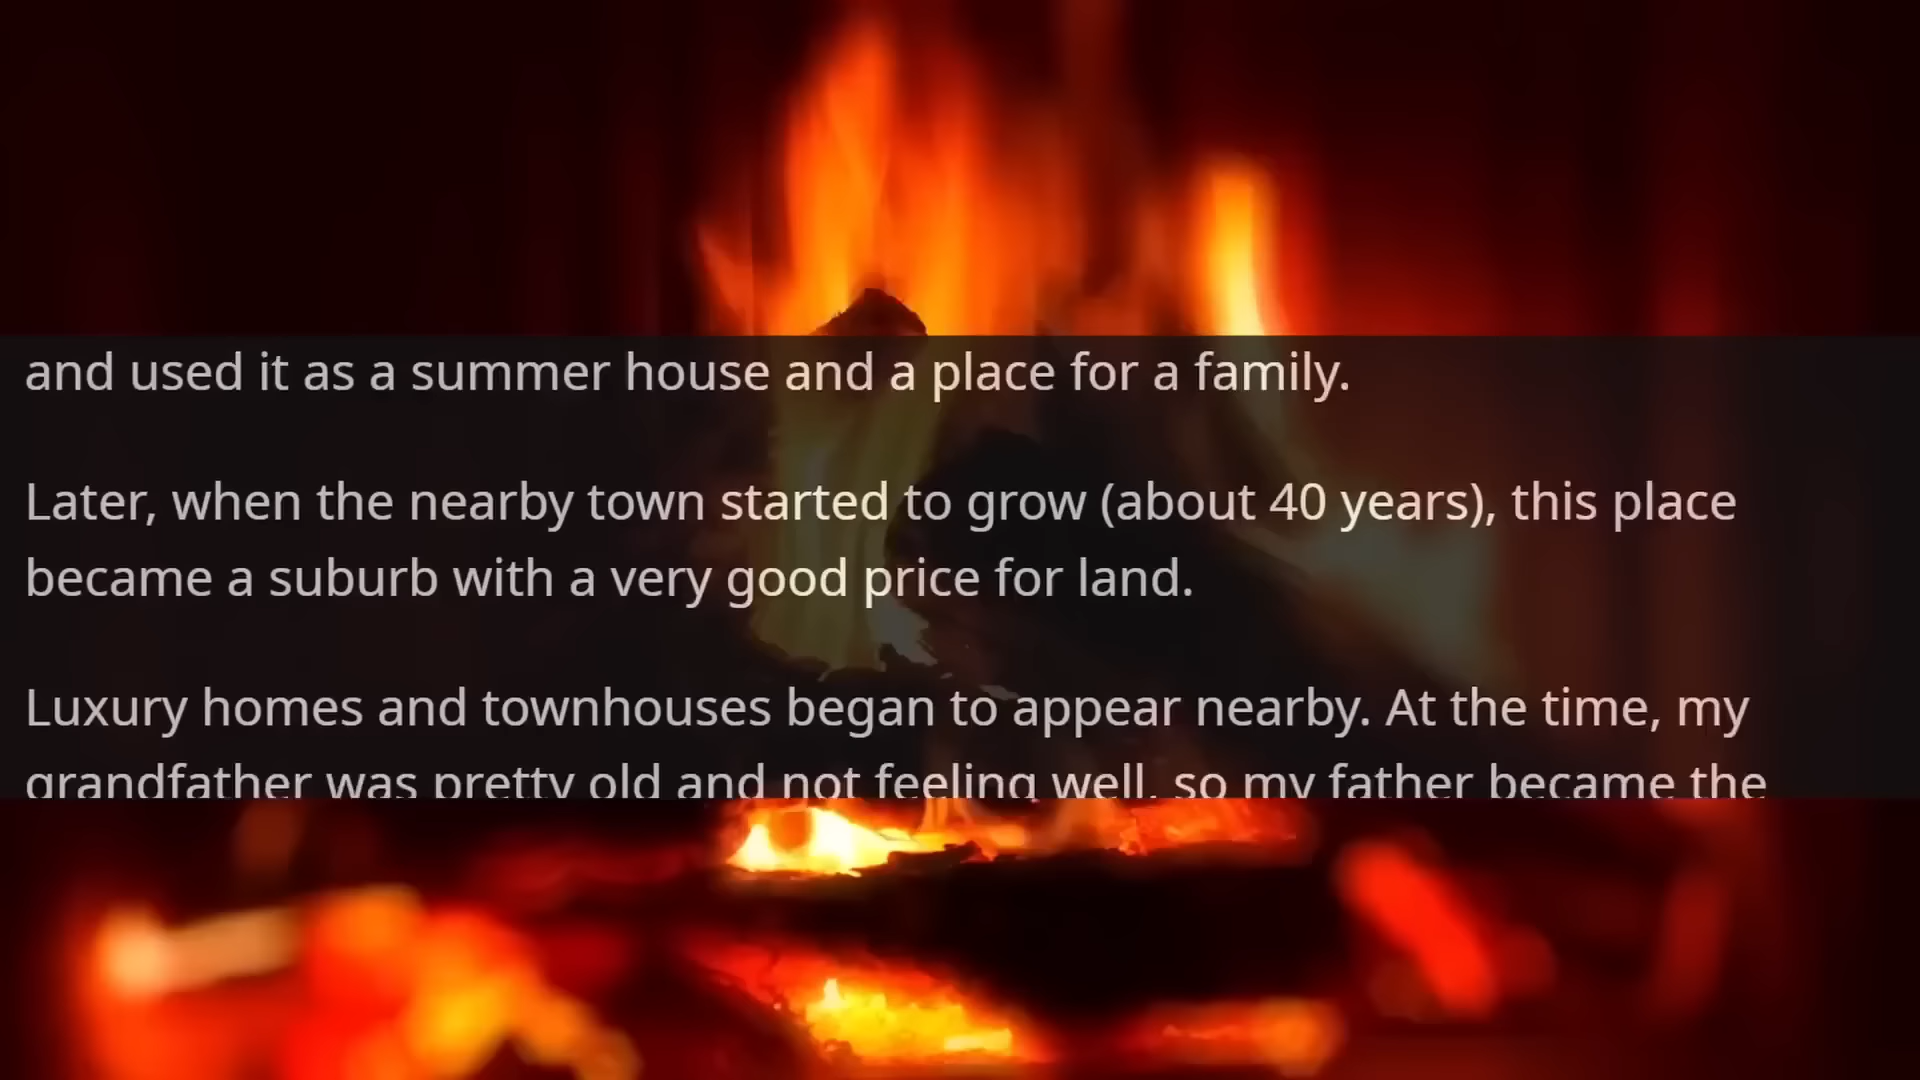 and used it as a summer house and a place for a family.
Later, when the nearby town started to grow (about 40 years), this place
became a suburb with a very good price for land.
Luxury homes and townhouses began to appear nearby. At the time, my
grandfather was pretty old and not feeling well, so my father became the